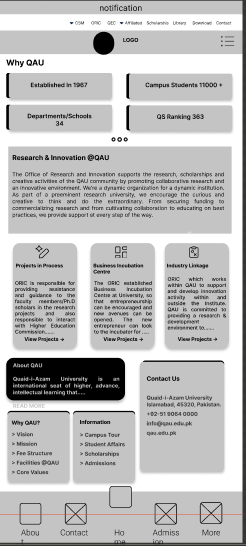 notification
CSM ORIC QEC Affiliated Scholarship Library Download Contact
LOGO
Why QAU
Established In 1967
Campus Students 11000 +
Departments/Schools
34
QS Ranking 363
Research & Innovation @QAU
The Office of Research and Innovation supports the research, scholarships and
creative activities of the QAU community by promoting collaborative research and
an innovative environment. We're a dynamic organization for a dynamic institution.
As part of a prominent research university, we encourage the curious and
creative to think and do the extraordinary. From securing funding to
commercializing research and from cultivating collaboration to educating on best
practices, we provide support at every step of the way.
Projects in Process
ORIC is responsible for
providing assistance
and guidance to the
faculty members/Ph.D
scholars in the research
projects and also
responsible to interact
with Higher Education
Commission......
View Projects →
Business Incubation
Centre
The ORIC established
Business Incubation
Centre at University, so
that entrepreneurship
can be enhanced and
new avenues can be
opened. The new
entrepreneur can look
to the incubator for ....
View Projects →
Industry Linkage
ORIC which works
within QAU to support
and develop innovation
activity within and
outside the Institute.
QAU is committed to
providing a research &
development
environment to......
View Projects →
About QAU
Quaid-i-Azam University is an
international seat of higher, advance,
intellectual learning that.....
READ MORE
Contact Us
Quaid-i-Azam University
Islamabad, 45320, Pakistan.
+92-51 9064 0000
info@qau.edu.pk
qau.edu.pk
Why QAU?
> Vision
> Mission
> Fee Structure
> Facilities @QAU
> Core Values
Information
> Campus Tour
> Student Affairs
> Scholarships
> Admissions
Abou
t
Contact
Ho
me
Admiss
ion
More